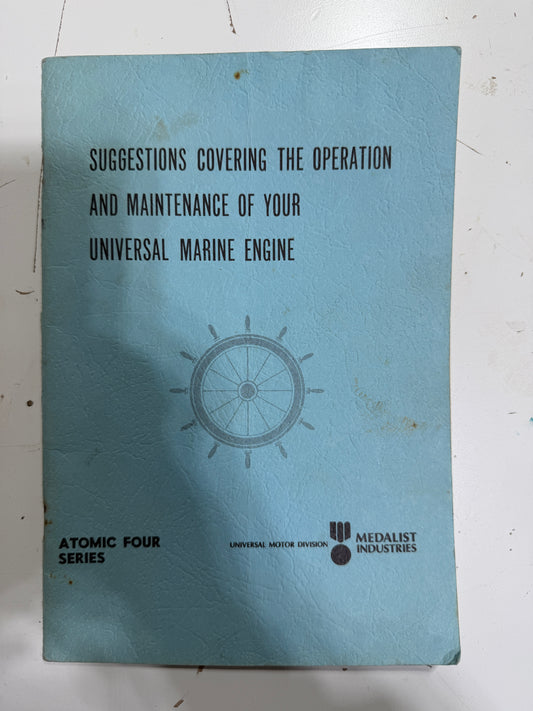 SUGGESTIONS COVERING THE OPERATION
AND MAINTENANCE OF YOUR
UNIVERSAL MARINE ENGINE
ATOMIC FOUR
SERIES
UNIVERSAL MOTOR DIVISION
MEDALIST
INDUSTRIES